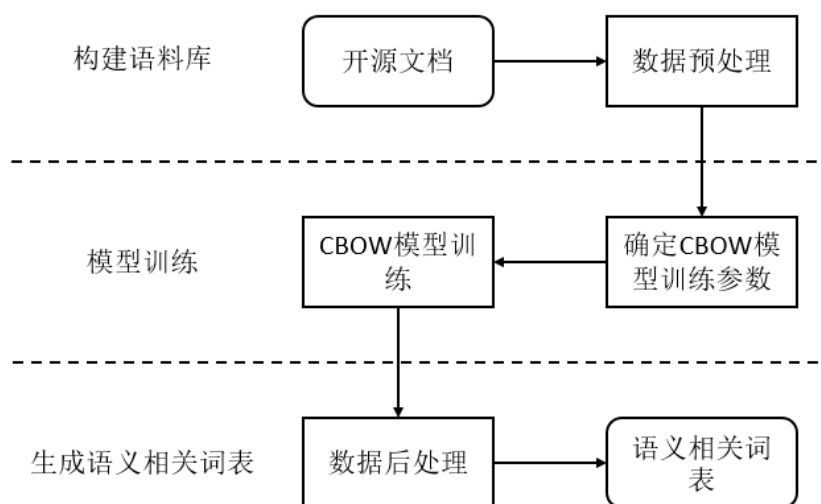 构建语料库
开源文档
数据预处理
模型训练
CBOW模型训
练
确定CBOW模
型训练参数
生成语义相关词表
数据后处理
语义相关词
表